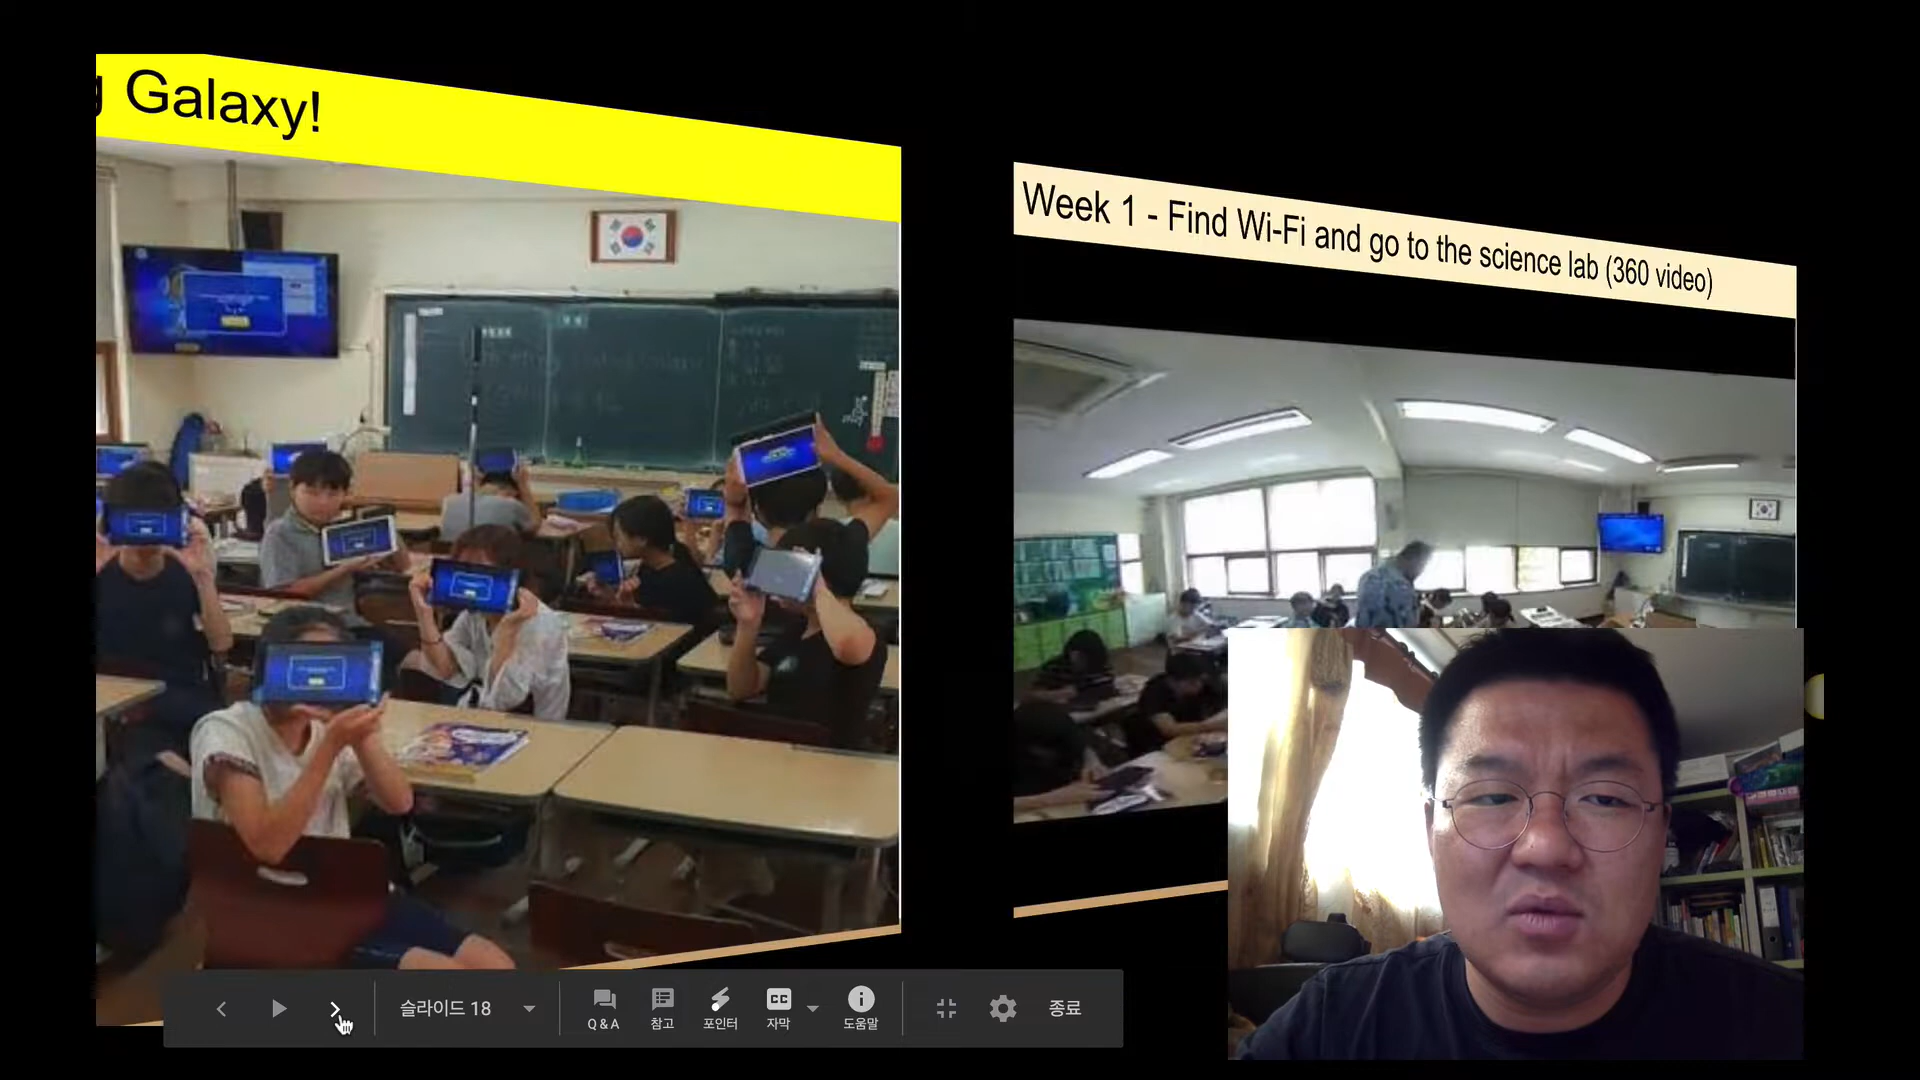 Galaxy!
Week 1 - Find Wi-Fi and go to the science lab (360 video)
슬라이드 18
Q & A
참고
포인터
CC
자막
도움말
종료